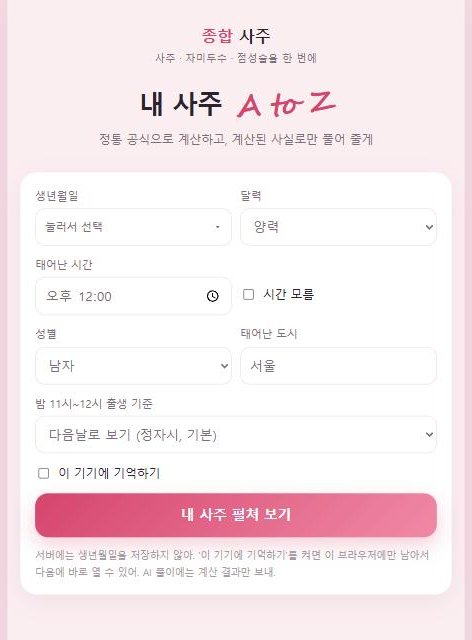 종합 사주
사주 · 자미두수 · 점성술을 한 번에
내 사주 A to Z
정통 공식으로 계산하고, 계산된 사실로만 풀어 줄게
생년월일
달력
눌러서 선택
양력
태어난 시간
오후 12:00
시간 모름
성별
태어난 도시
남자
서울
밤 11시~12시 출생 기준
다음날로 보기 (정자시, 기본)
이 기기에 기억하기
내 사주 펼쳐 보기
서버에는 생년월일을 저장하지 않아. '이 기기에 기억하기'를 켜면 이 브라우저에만 남아서
다음에 바로 열 수 있어. AI 풀이에는 계산 결과만 보내.